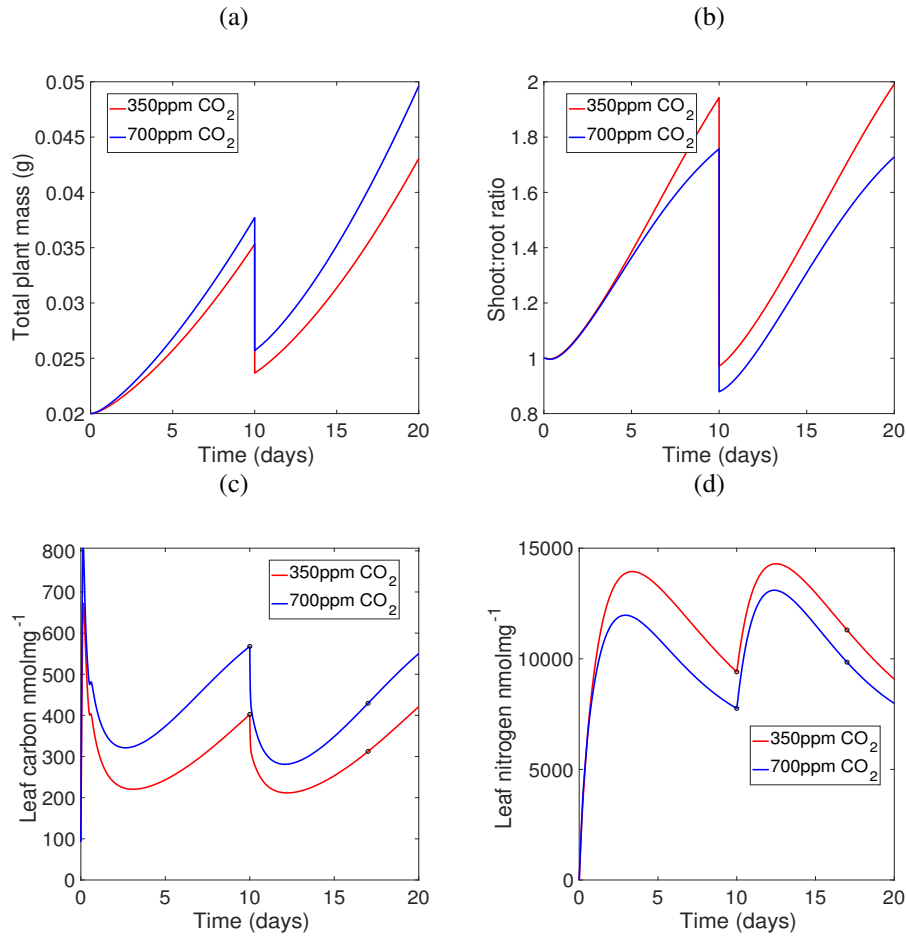 (a)
Total plant mass (g)
0.05
0.045
0.04
0.035
0.03
0.025
0.02
350ppm CO2
700ppm CO2
0 5 10 15 20
Time (days)
(b)
Shoot:root ratio
2
1.8
1.6
1.4
1.2
1
0.8
350ppm CO2
700ppm CO2
0 5 10 15 20
Time (days)
(c)
Leaf carbon nmolmg-1
800
700
600
500
400
300
200
100
0
350ppm CO2
700ppm CO2
0 5 10 15 20
Time (days)
(d)
Leaf nitrogen nmolmg-1
15000
10000
5000
0
350ppm CO2
700ppm CO2
0 5 10 15 20
Time (days)